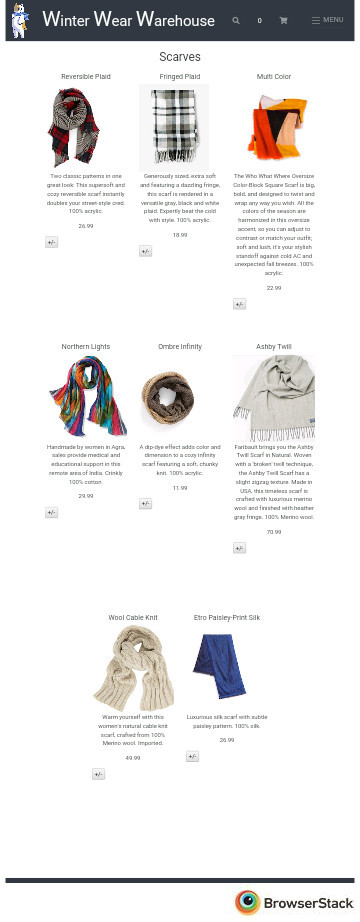 Winter Wear Warehouse 0 MENU
Scarves
Reversible Plaid
Two classic patterns in one
great look: This supersoft and
cozy reversible scarf instantly
doubles your street-style cred.
100% acrylic.
26.99
+/-
Fringed Plaid
Generously sized, extra soft
and featuring a dazzling fringe,
this scarf is rendered in a
versatile gray, black and white
plaid. Expertly beat the cold
with style. 100% acrylic.
18.99
+/-
Multi Color
The Who What Where Oversize
Color-Block Square Scarf is big,
bold, and designed to twist and
wrap any way you wish. All the
colors of the season are
harmonized in this oversize
accent, so you can adjust to
contrast or match your outfit;
soft and lush, it's your stylish
standoff against cold AC and
unexpected fall breezes. 100%
acrylic.
22.99
+/-
Northern Lights
Handmade by women in Agra,
sales provide medical and
educational support in this
remote area of India. Crinkly
100% cotton.
29.99
+/-
Ombre Infinity
A dip-dye effect adds color and
dimension to a cozy infinity
scarf featuring a soft, chunky
knit. 100% acrylic.
11.99
+/-
Ashby Twill
Faribault brings you the Ashby
Twill Scarf in Natural. Woven
with a 'broken' twill technique,
the Ashby Twill Scarf has a
slight zigzag texture. Made in
USA, this timeless scarf is
crafted with luxurious merino
wool and finished with heather
gray fringe. 100% Merino wool.
70.99
+/-
Wool Cable Knit
Warm yourself with this
women's natural cable knit
scarf, crafted from 100%
Merino wool. Imported.
49.99
+/-
Etro Paisley-Print Silk
Luxurious silk scarf with subtle
paisley pattern. 100% silk.
26.99
+/-
BrowserStack